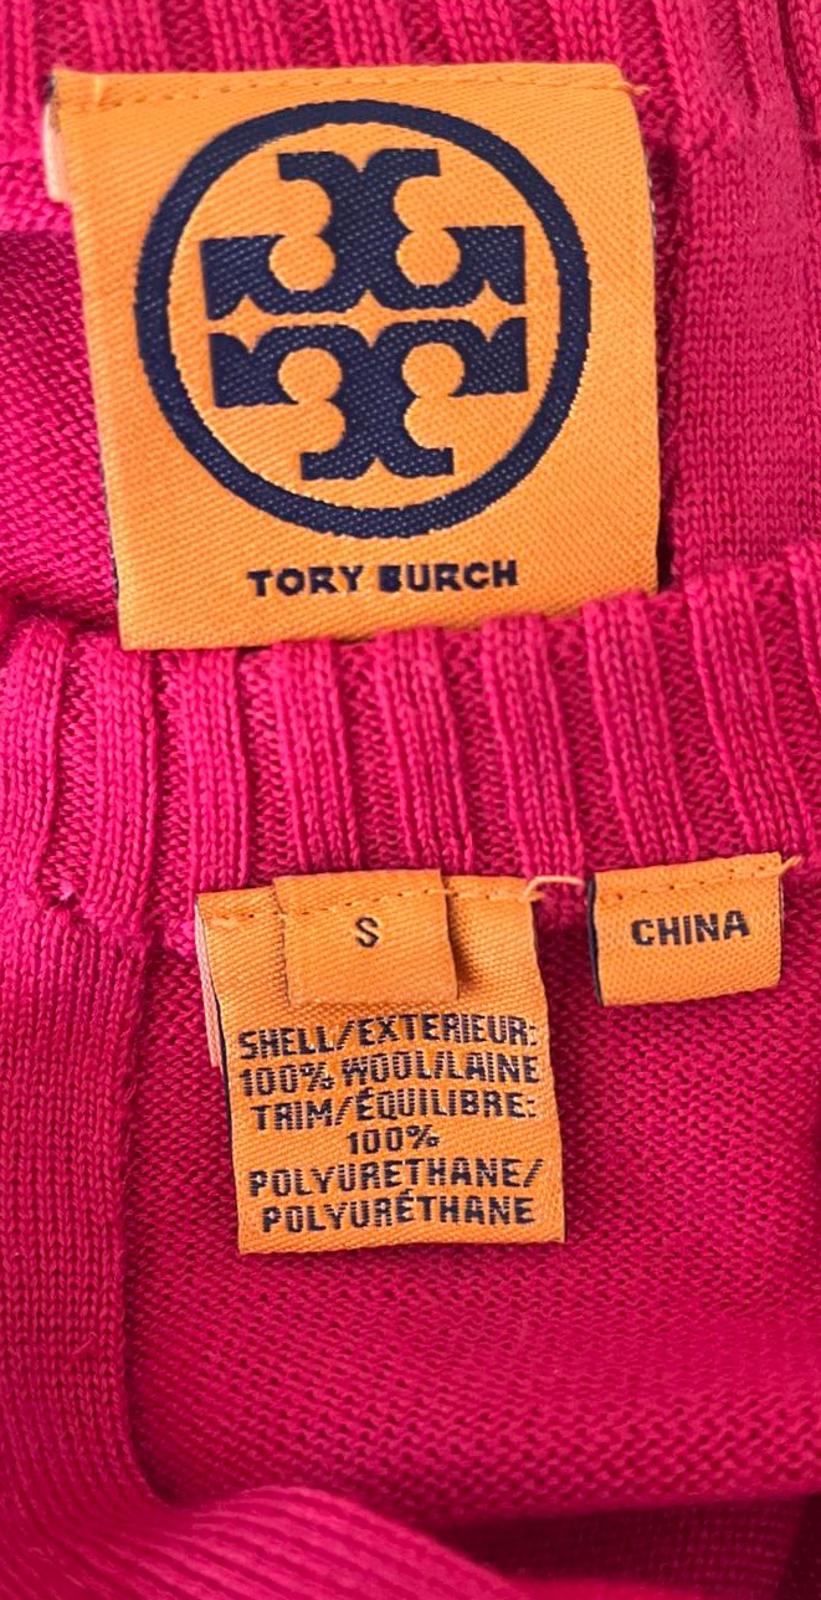 TORY BURCH
S
CHINA
SHELL/EXTERIEUR:
100% WOOL/LAINE
TRIM/ÉQUILIBRE:
100%
POLYURETHANE/
POLYURÉTHANE